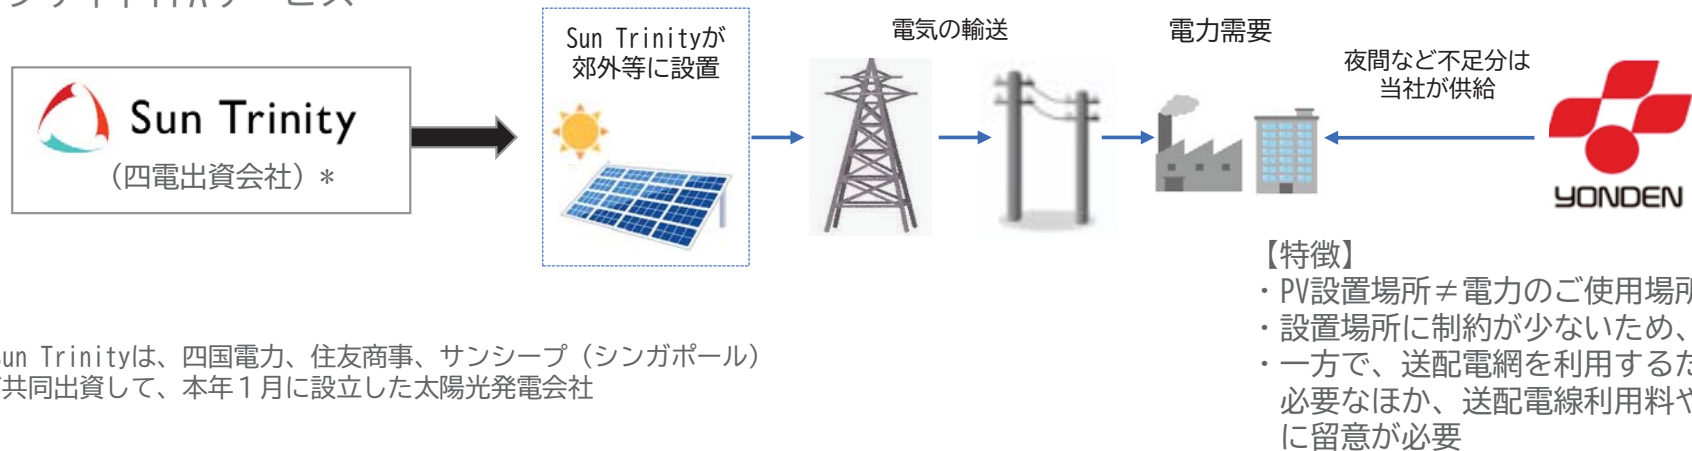 Sun Trinity
(四電出資会社)*
Sun Trinityが
郊外等に設置
電気の輸送
電力需要
夜間など不足分は
当社が供給
YONDEN
【特徴】
・PV設置場所≠電力のご使用場所
・設置場所に制約が少ないため、
・一方で、送配電網を利用するた
必要なほか、送配電線利用料や
に留意が必要
Sun Trinityは、四国電力、住友商事、サンシープ(シンガポール)
共同出資して、本年1月に設立した太陽光発電会社